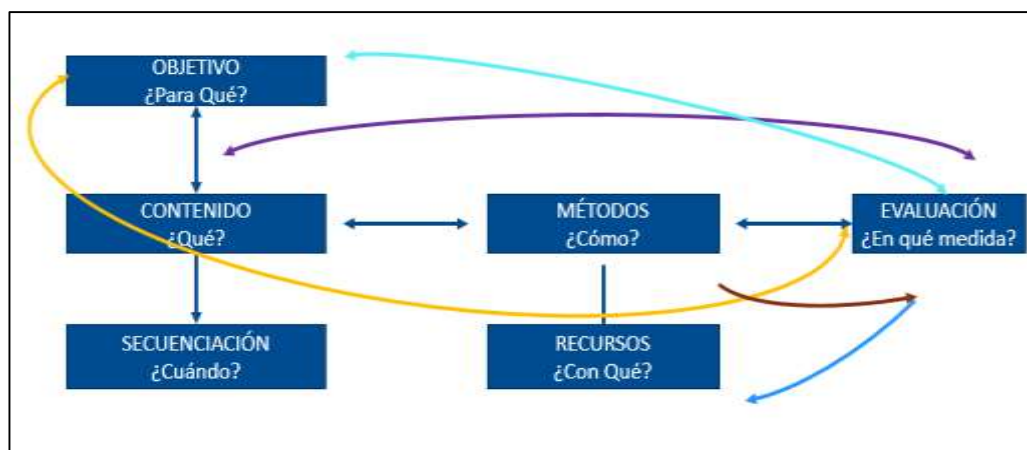 OBJETIVO
¿Para Qué?
CONTENIDO
¿Qué?
MÉTODOS
¿Cómo?
EVALUACIÓN
¿En qué medida?
SECUENCIACIÓN
¿Cuándo?
RECURSOS
¿Con Qué?